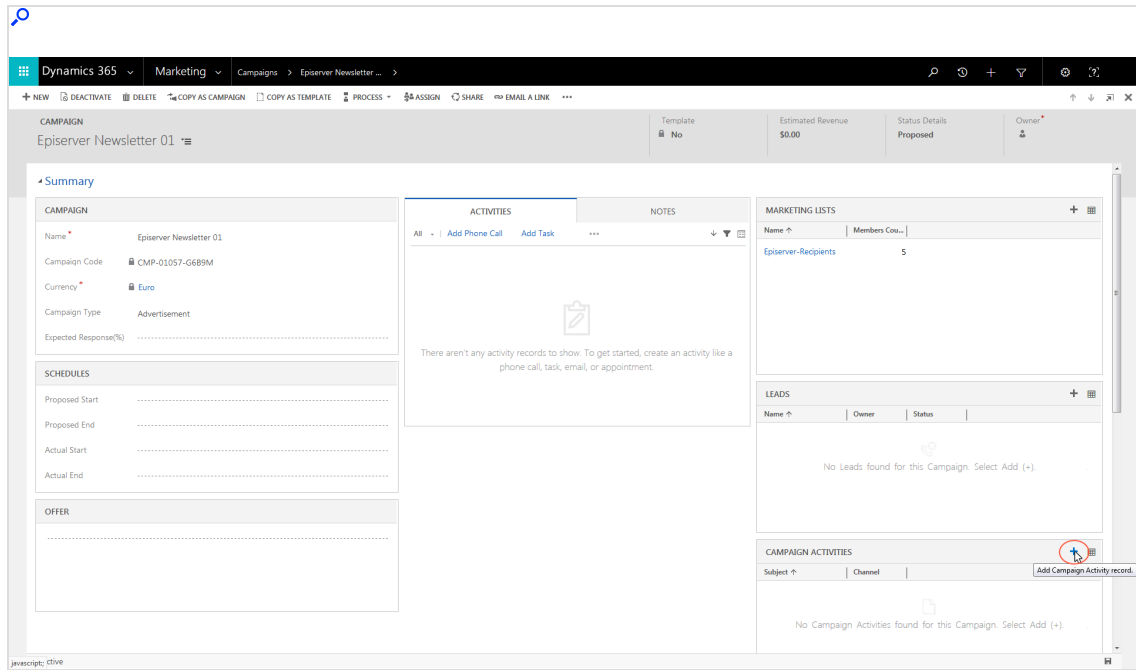 Dynamics 365 Marketing Campaigns > Episerver Newsletter ... >
NEW DEACTIVATE DELETE COPY AS CAMPAIGN COPY AS TEMPLATE PROCESS ASSIGN SHARE EMAIL A LINK •••
CAMPAIGN
Episerver Newsletter 01
Template
No
Estimated Revenue
$0.00
Status Details
Proposed
Owner*
Summary
CAMPAIGN
Name* Episerver Newsletter 01
Campaign Code CMP-01057-G6B9M
Currency* Euro
Campaign Type Advertisement
Expected Response(%)
SCHEDULES
Proposed Start
Proposed End
Actual Start
Actual End
OFFER
ACTIVITIES NOTES
All | Add Phone Call Add Task •••
There aren't any activity records to show. To get started, create an activity like a
phone call, task, email, or appointment.
MARKETING LISTS
Name ↑ Members Cou...
Episerver-Recipients 5
LEADS
Name ↑ Owner Status
No Leads found for this Campaign. Select Add (+).
CAMPAIGN ACTIVITIES
Add Campaign Activity record.
Subject ↑ Channel
No Campaign Activities found for this Campaign. Select Add (+).
javascript:; ctive